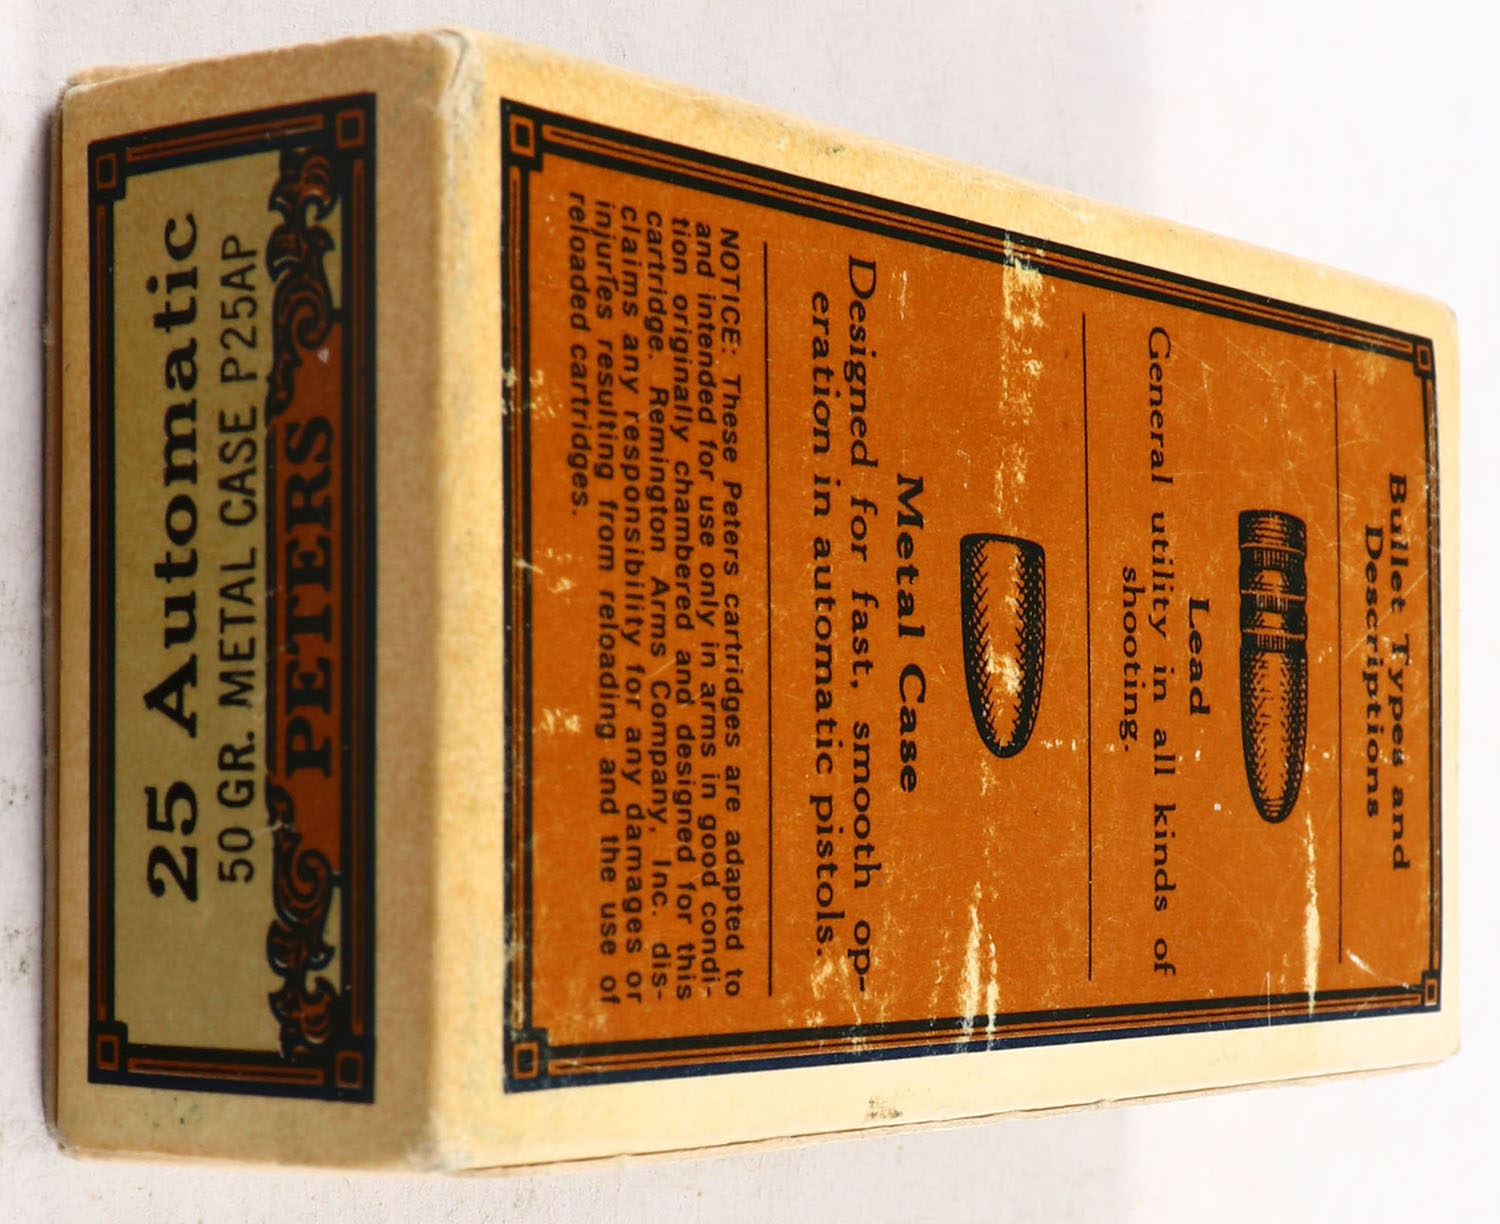 25 Automatic
50 GR. METAL CASE P25AP
PETERS
Bullet Types and
Descriptions
Lead
General utility in all kinds of
shooting.
Metal Case
Designed for fast, smooth op-
eration in automatic pistols.
NOTICE: These Peters cartridges are adapted to
and intended for use only in arms in good condi-
tion originally chambered and designed for this
cartridge. Remington Arms Company, Inc. dis-
claims any responsibility for any damages or
injuries resulting from reloading and the use of
reloaded cartridges.